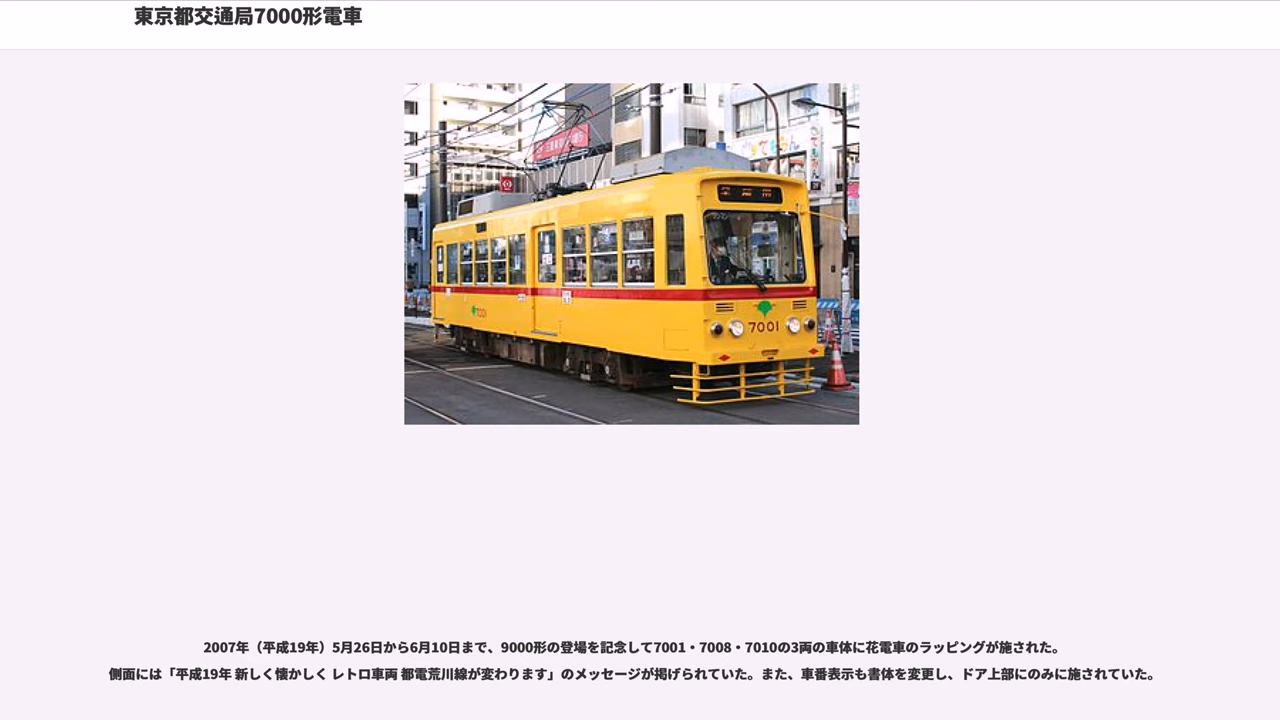 東京都交通局7000形電車
7001
7001
2007年（平成19年）5月26日から6月10日まで、9000形の登場を記念して7001・7008・7010の3両の車体に花電車のラッピングが施された。
側面には「平成19年 新しく懐かしく レトロ車両 都電荒川線が変わります」のメッセージが掲げられていた。また、車番表示も書体を変更し、ドア上部にのみに施されていた。